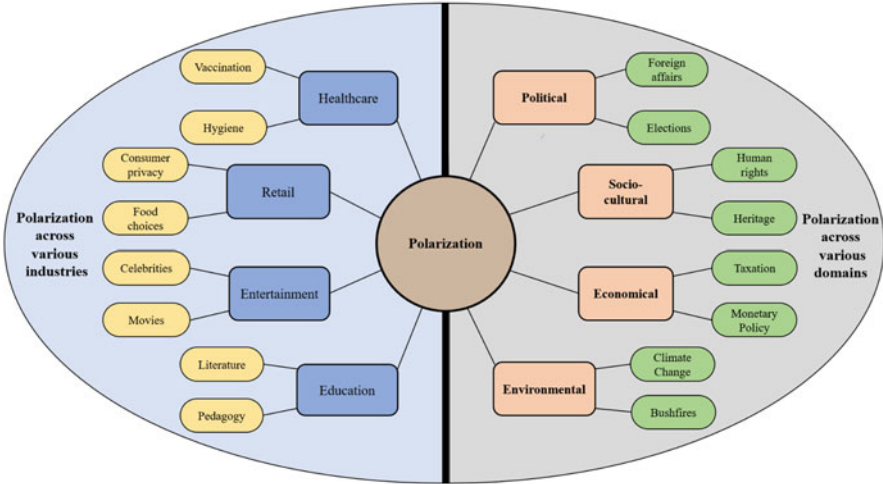 Vaccination
Healthcare
Hygiene
Consumer
privacy
Retail
Food
choices
Polarization
across
various
industries
Celebrities
Entertainment
Movies
Literature
Education
Pedagogy
Polarization
Foreign
affairs
Political
Elections
Human
rights
Socio-
cultural
Heritage
Polarization
across
various
domains
Taxation
Economical
Monetary
Policy
Climate
Change
Environmental
Bushfires